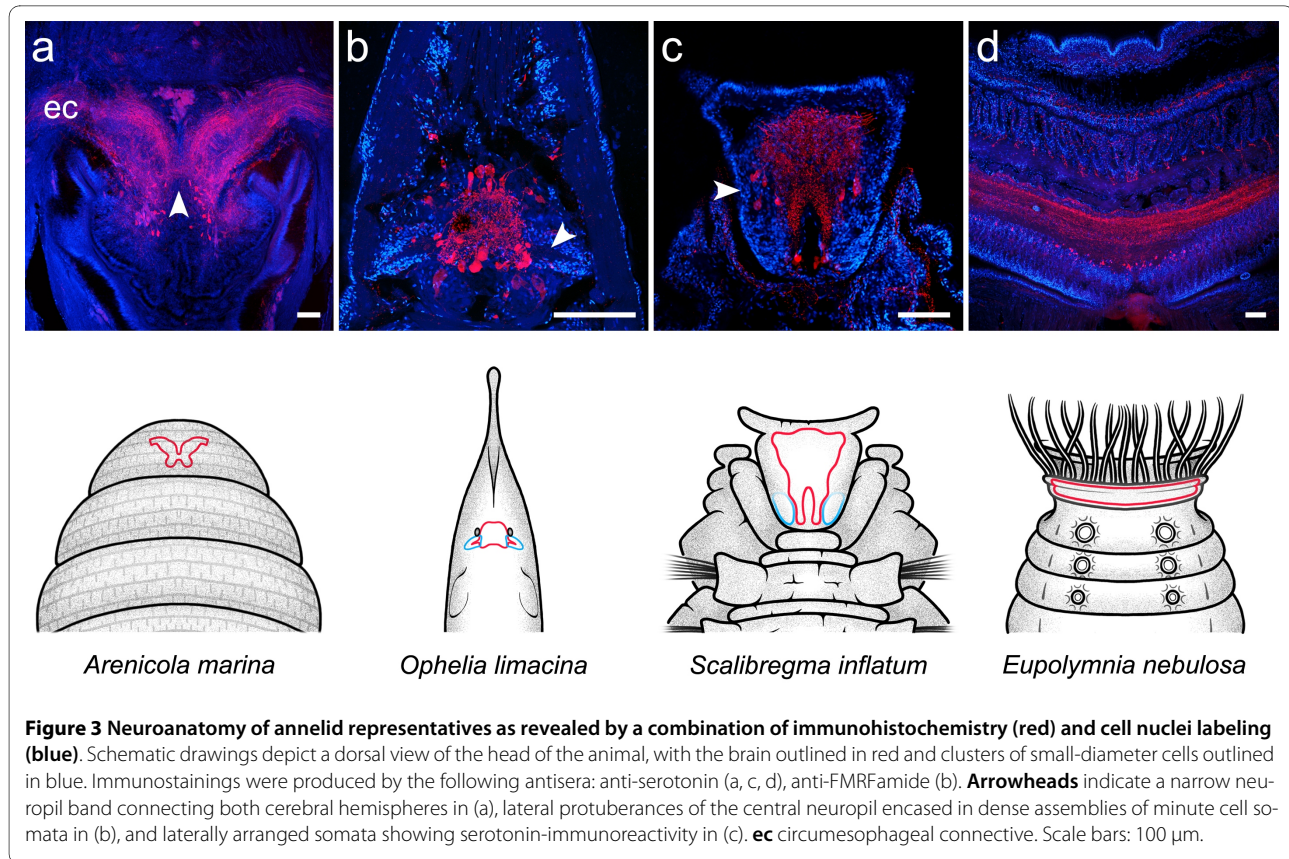 a
b
c
d
ec
Arenicola marina
Ophelia limacina
Scalibregma inflatum
Eupolymnia nebulosa
Figure 3 Neuroanatomy of annelid representatives as revealed by a combination of immunohistochemistry (red) and cell nuclei labeling
(blue). Schematic drawings depict a dorsal view of the head of the animal, with the brain outlined in red and clusters of small-diameter cells outlined
in blue. Immunostainings were produced by the following antisera: anti-serotonin (a, c, d), anti-FMRFamide (b). Arrowheads indicate a narrow neu-
ropil band connecting both cerebral hemispheres in (a), lateral protuberances of the central neuropil encased in dense assemblies of minute cell so-
mata in (b), and laterally arranged somata showing serotonin-immunoreactivity in (c). ec circumesophageal connective. Scale bars: 100 μm.